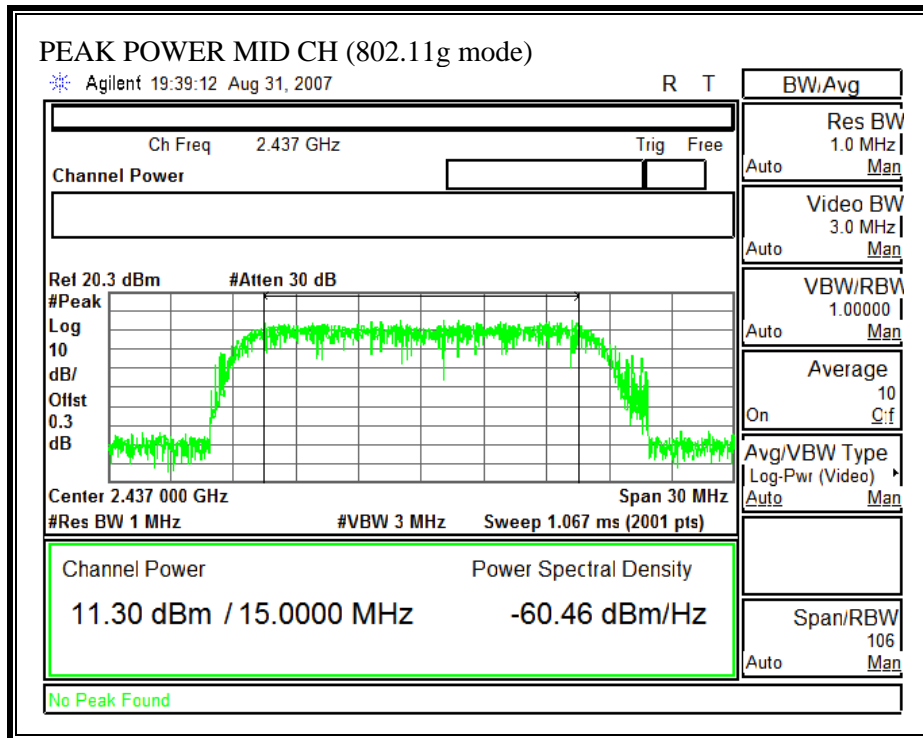 PEAK POWER MID CH (802.11g mode)
Agilent 19:39:12 Aug 31, 2007 R T
Ch Freq 2.437 GHz Trig Free
Channel Power
Ref 20.3 dBm #Atten 30 dB
#Peak
Log
10
dB/
Offst
0.3
dB
Center 2.437 000 GHz Span 30 MHz
#Res BW 1 MHz #VBW 3 MHz Sweep 1.067 ms (2001 pts)
Channel Power Power Spectral Density
11.30 dBm / 15.0000 MHz -60.46 dBm/Hz
No Peak Found
BW/Avg
Res BW
1.0 MHz
Auto Man
Video BW
3.0 MHz
Auto Man
VBW/RBW
1.00000
Auto Man
Average
10
On Off
Avg/VBW Type
Log-Pwr (Video)
Auto Man
Span/RBW
106
Auto Man